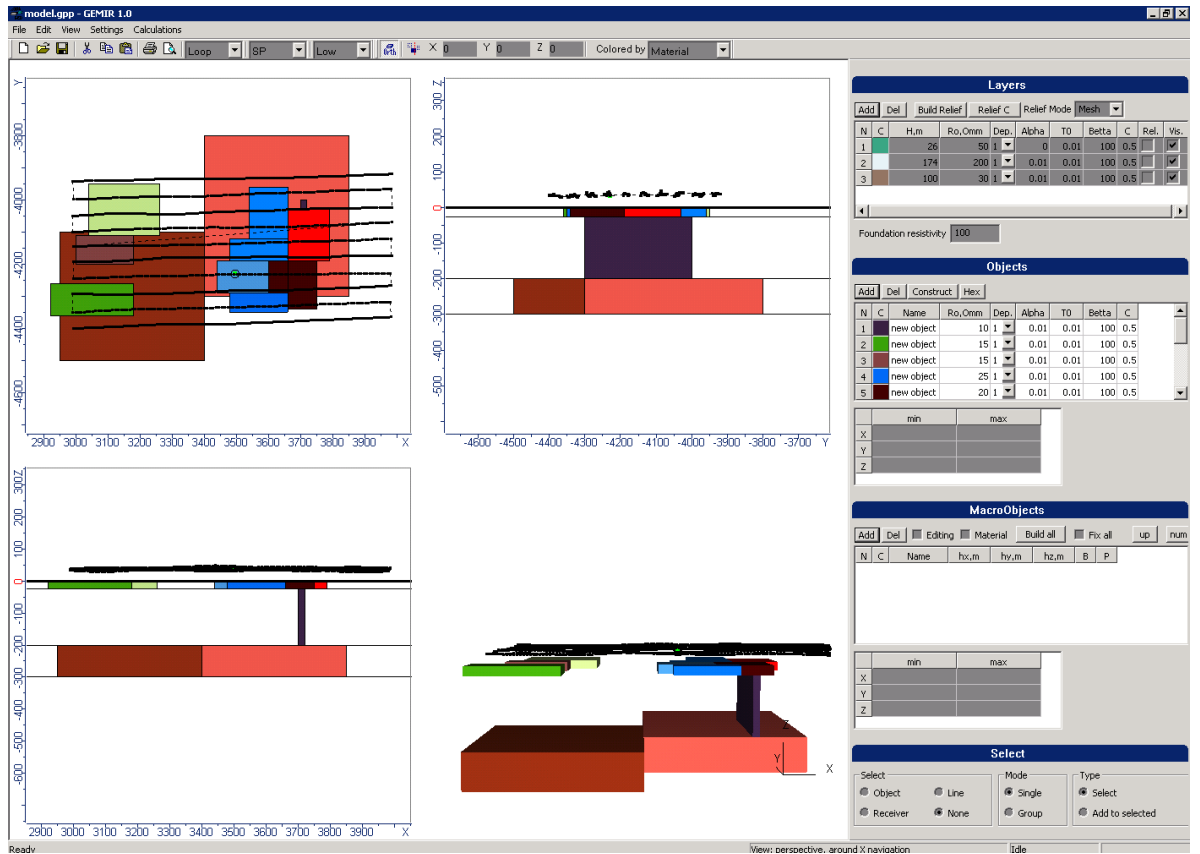 model.gpp - GEMIR 1.0
File Edit View Settings Calculations
Loop SP Low X 0 Y 0 Z 0 Colored by Material
Y
-3800
-4000
-4200
-4400
-4600
2900 3000 3100 3200 3300 3400 3500 3600 3700 3800 X
Z
300
200
100
0
-100
-200
-300
-400
-500
-4600 -4500 -4400 -4300 -4200 -4100 -4000 -3900 -3800 -3700 Y
Z
300
200
100
0
-100
-200
-300
-400
-500
-600
2900 3000 3100 3200 3300 3400 3500 3600 3700 3800 X
Z
Y
X
Layers
Add Del Build Relief Relief C Relief Mode Mesh
N C H,m Ro,Omm Dep. Alpha T0 Betta C Rel. Vis.
1 26 50 1 0 0.01 100 0.5
2 174 200 1 0.01 0.01 100 0.5
3 100 30 1 0.01 0.01 100 0.5
Foundation resistivity 100
Objects
Add Del Construct Hex
N C Name Ro,Omm Dep. Alpha T0 Betta C
1 new object 10 1 0.01 0.01 100 0.5
2 new object 15 1 0.01 0.01 100 0.5
3 new object 15 1 0.01 0.01 100 0.5
4 new object 25 1 0.01 0.01 100 0.5
5 new object 20 1 0.01 0.01 100 0.5
min max
X
Y
Z
MacroObjects
Add Del Editing Material Build all Fix all up num
N C Name hx,m hy,m hz,m B P
min max
X
Y
Z
Select
Select Mode Type
Object Line Single Select
Receiver None Group Add to selected
Ready View: perspective, around X navigation Idle